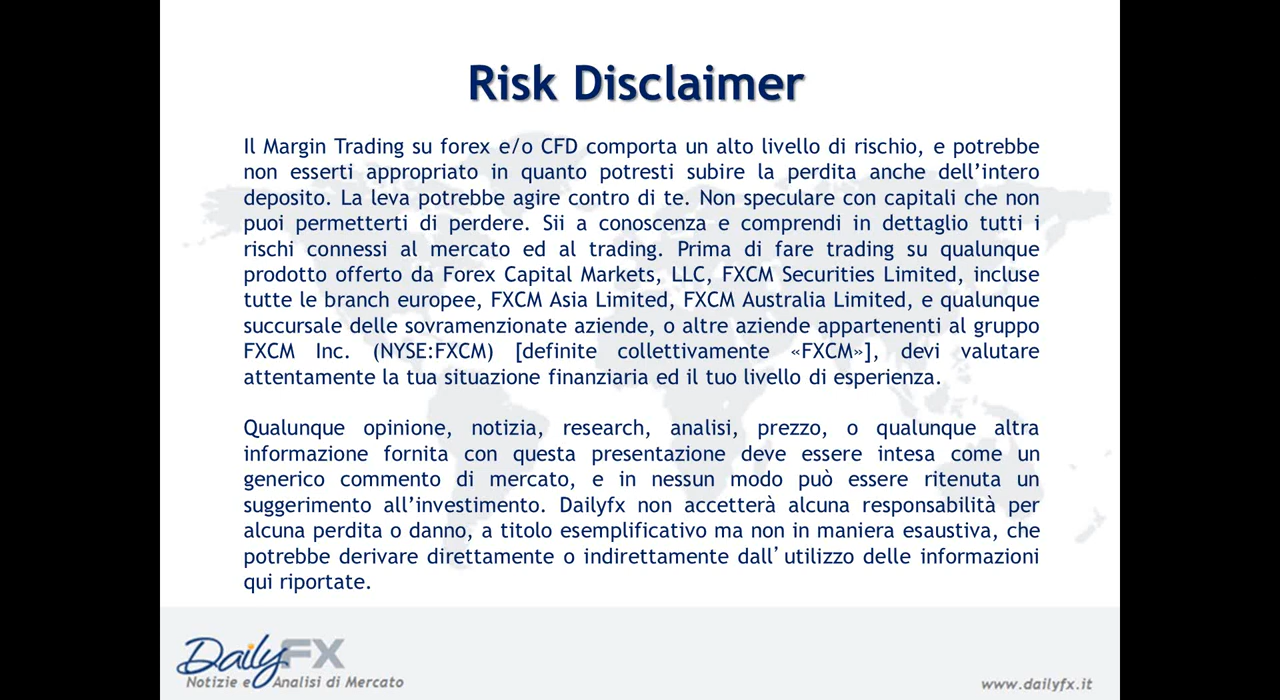 Risk Disclaimer
Il Margin Trading su forex e/o CFD comporta un alto livello di rischio, e potrebbe
non esserti appropriato in quanto potresti subire la perdita anche dell’intero
deposito. La leva potrebbe agire contro di te. Non speculare con capitali che non
puoi permetterti di perdere. Sii a conoscenza e comprendi in dettaglio tutti i
rischi connessi al mercato ed al trading. Prima di fare trading su qualunque
prodotto offerto da Forex Capital Markets, LLC, FXCM Securities Limited, incluse
tutte le branch europee, FXCM Asia Limited, FXCM Australia Limited, e qualunque
succursale delle sovramenzionate aziende, o altre aziende appartenenti al gruppo
FXCM Inc. (NYSE:FXCM) [definite collettivamente «FXCM»], devi valutare
attentamente la tua situazione finanziaria ed il tuo livello di esperienza.
Qualunque opinione, notizia, research, analisi, prezzo, o qualunque altra
informazione fornita con questa presentazione deve essere intesa come un
generico commento di mercato, e in nessun modo può essere ritenuta un
suggerimento all’investimento. Dailyfx non accetterà alcuna responsabilità per
alcuna perdita o danno, a titolo esemplificativo ma non in maniera esaustiva, che
potrebbe derivare direttamente o indirettamente dall’utilizzo delle informazioni
qui riportate.
DailyFX
Notizie e Analisi di Mercato
www.dailyfx.it